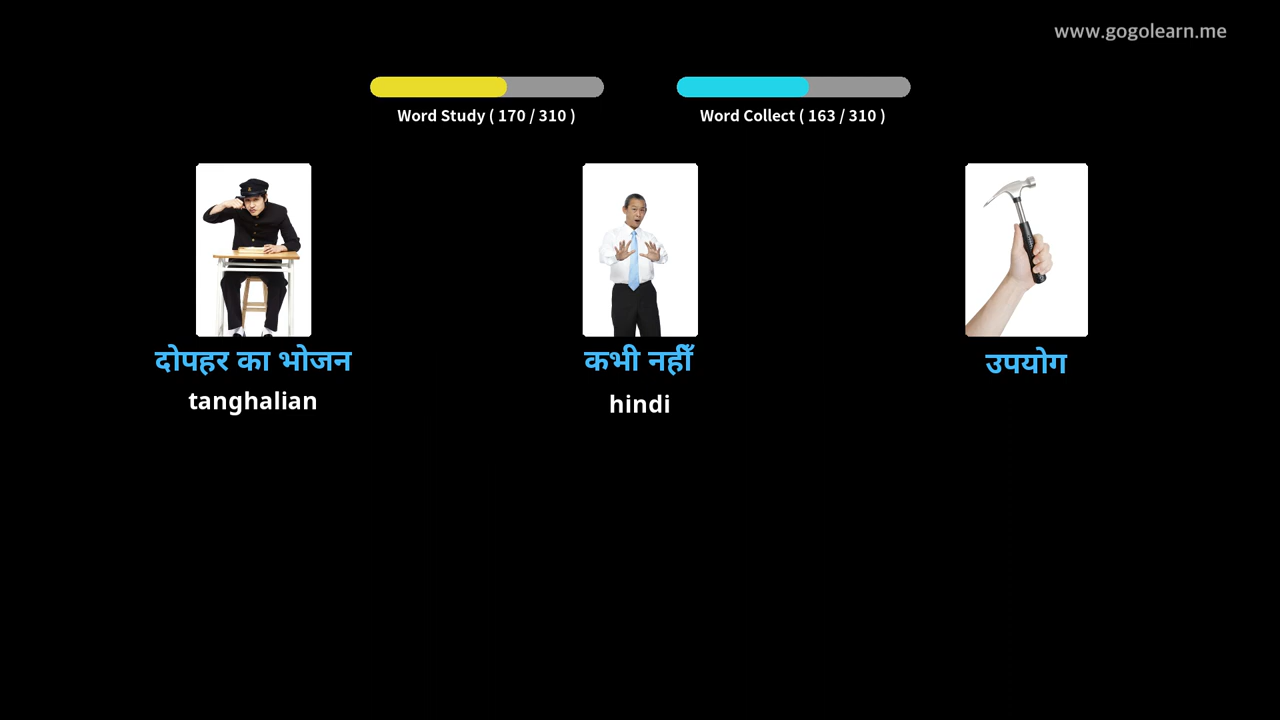 www.gogolearn.me
Word Study ( 170 / 310 )
Word Collect ( 163 / 310 )
दोपहर का भोजन
कभी नहीँ
उपयोग
tanghalian
hindi